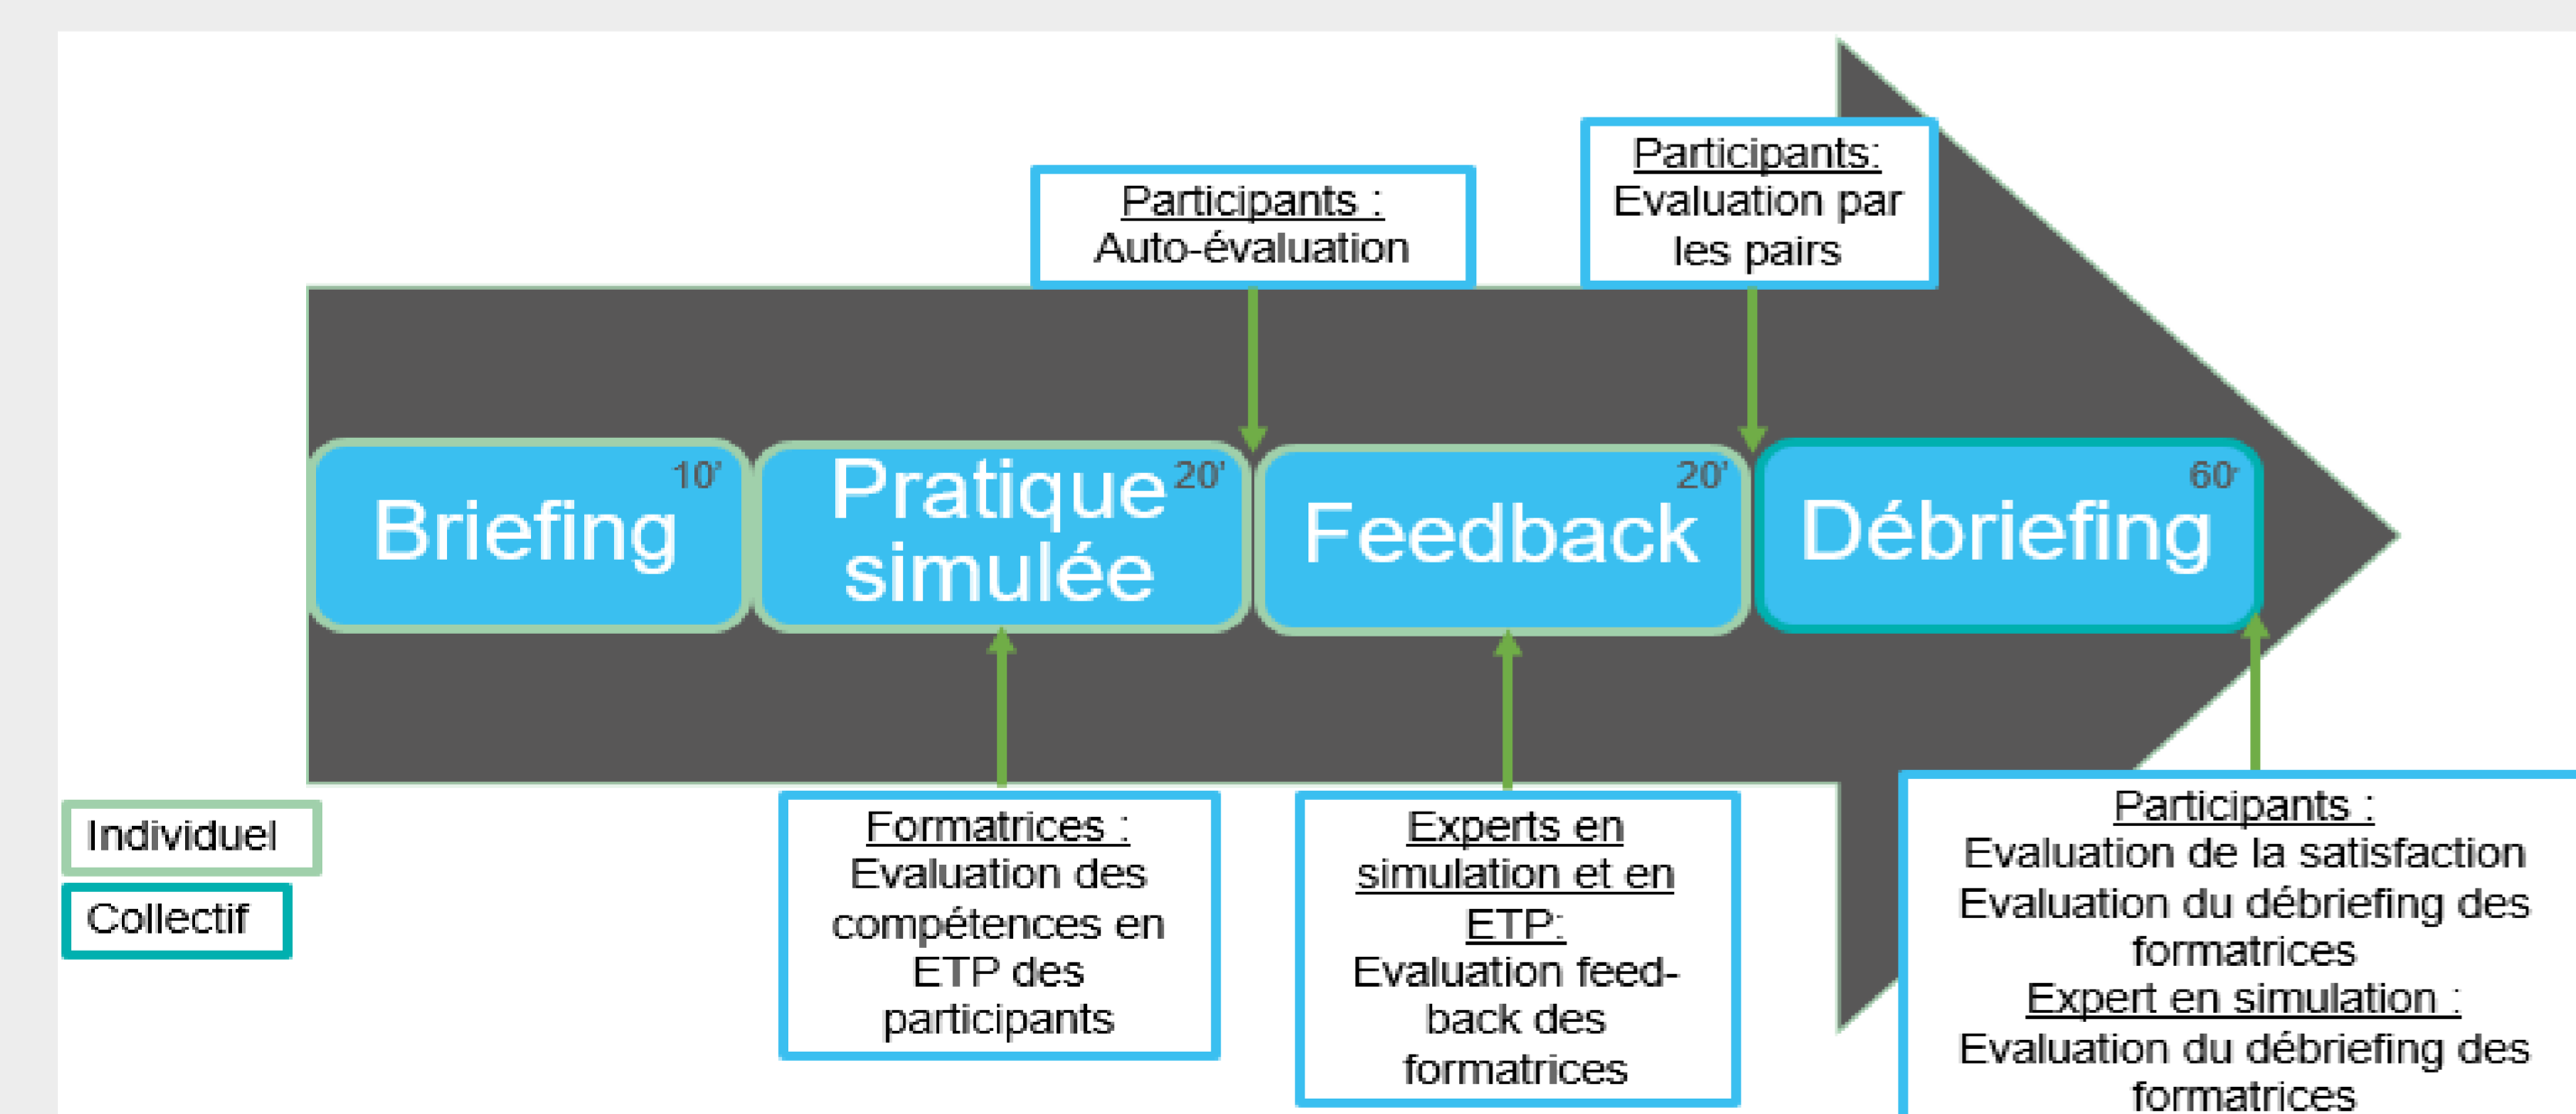 Participants :
Auto-évaluation
Participants:
Evaluation par
les pairs
10'
Briefing
20'
Pratique
simulée
20'
Feedback
60'
Débriefing
Individuel
Collectif
Formatrices :
Evaluation des
compétences en
ETP des
participants
Experts en
simulation et en
ETP:
Evaluation feed-
back des
formatrices
Participants :
Evaluation de la satisfaction
Evaluation du débriefing des
formatrices
Expert en simulation :
Evaluation du débriefing des
formatrices